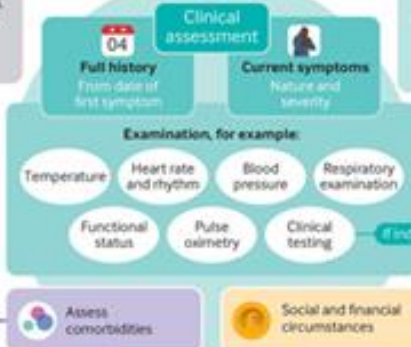 Clinical
assessment
04
Full history
From date of
first symptom
Current symptoms
Nature and
severity
Examination, for example:
Temperature
Heart rate
and rhythm
Blood
pressure
Respiratory
examination
Functional
status
Pulse
oximetry
Clinical
testing
If ind
Assess
comorbidities
Social and financial
circumstances